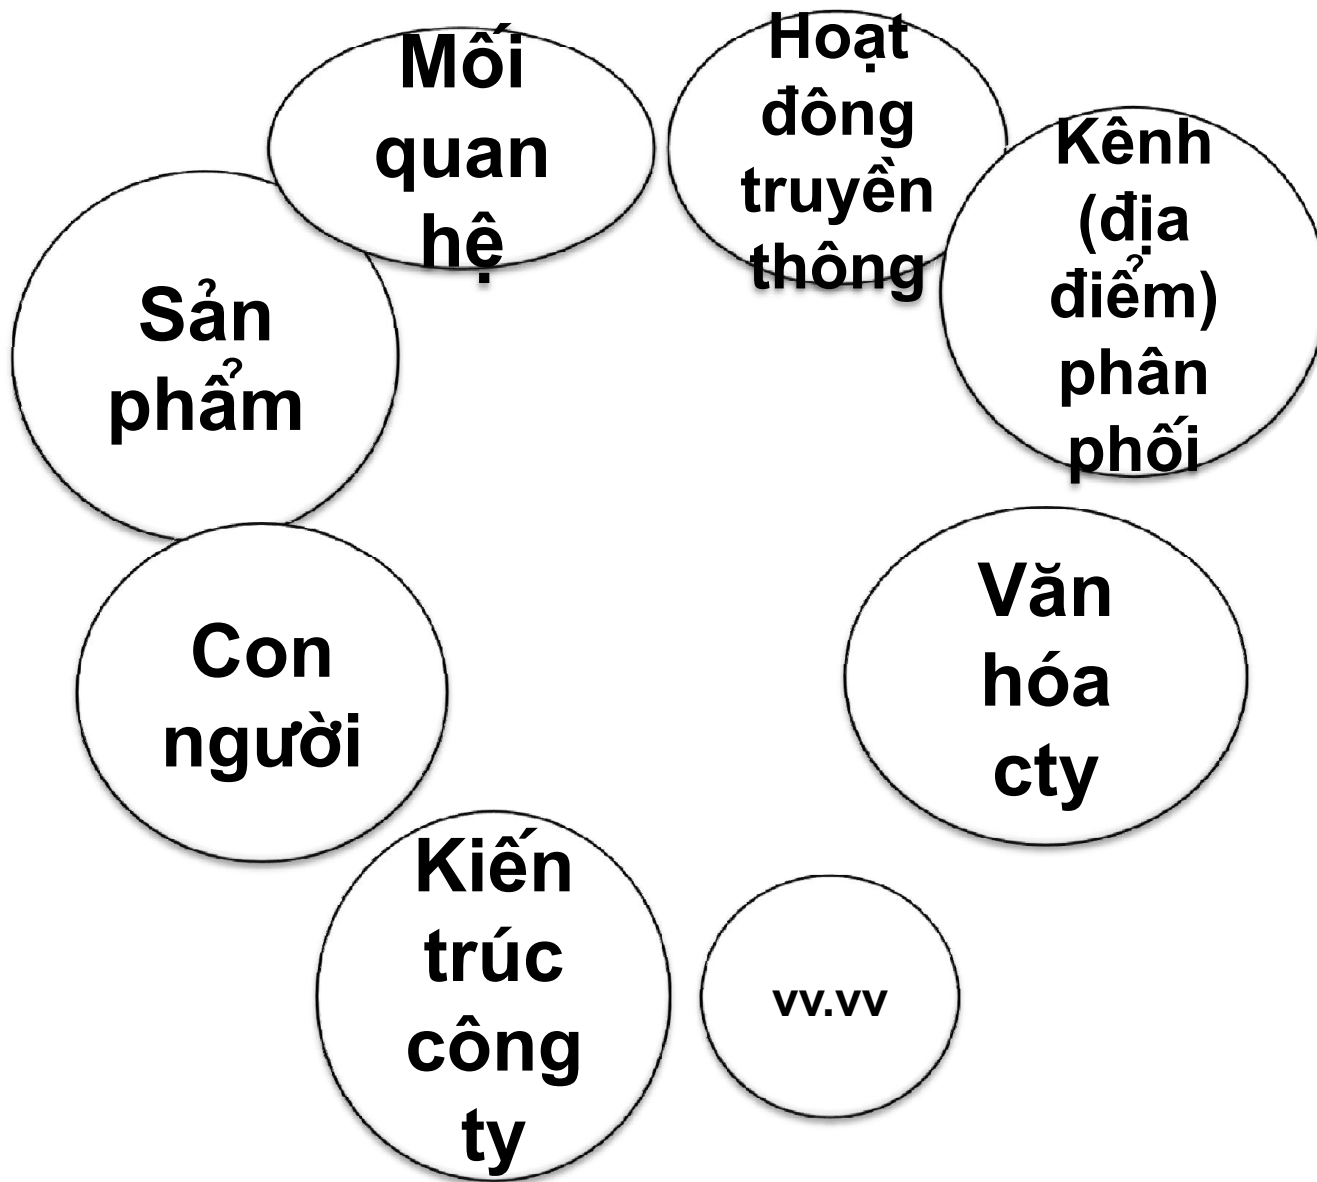 Mối
quan
hệ
Hoạt
đông
truyền
thông
Kênh
(địa
điểm)
phân
phối
Sản
phẩm
Con
người
Văn
hóa
cty
Kiến
trúc
công
ty
vv.vv